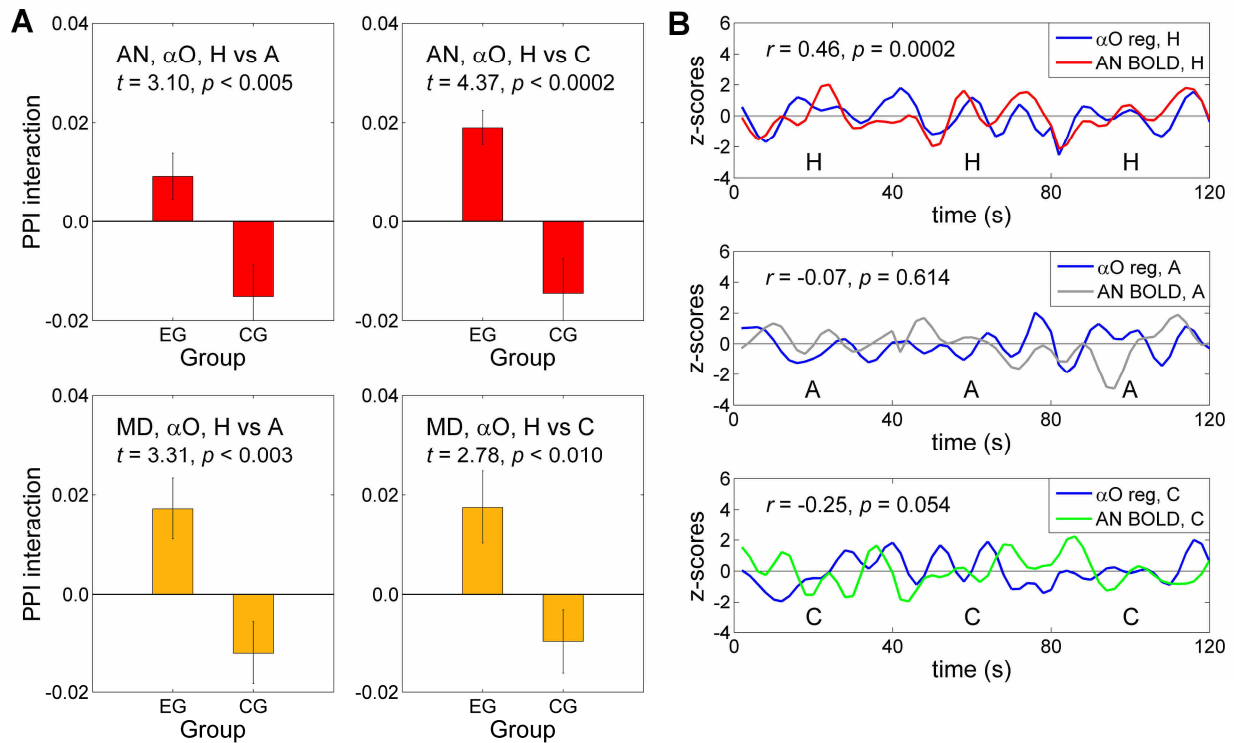 A
0.04
0.02
0.0
-0.02
PPI interaction
AN, αO, H vs A
t = 3.10, p < 0.005
EG
CG
Group
0.04
0.02
0.0
-0.02
AN, αO, H vs C
t = 4.37, p < 0.0002
EG
CG
Group
0.04
0.02
0.0
-0.02
PPI interaction
MD, αO, H vs A
t = 3.31, p < 0.003
EG
CG
Group
0.04
0.02
0.0
-0.02
MD, αO, H vs C
t = 2.78, p < 0.010
EG
CG
Group
B
6
4
2
0
-2
-4
z-scores
r = 0.46, p = 0.0002
αO reg, H
AN BOLD, H
H
H
H
0
40
80
120
time (s)
6
4
2
0
-2
-4
z-scores
r = -0.07, p = 0.614
αO reg, A
AN BOLD, A
A
A
A
0
40
80
120
time (s)
6
4
2
0
-2
-4
z-scores
r = -0.25, p = 0.054
αO reg, C
AN BOLD, C
C
C
C
0
40
80
120
time (s)